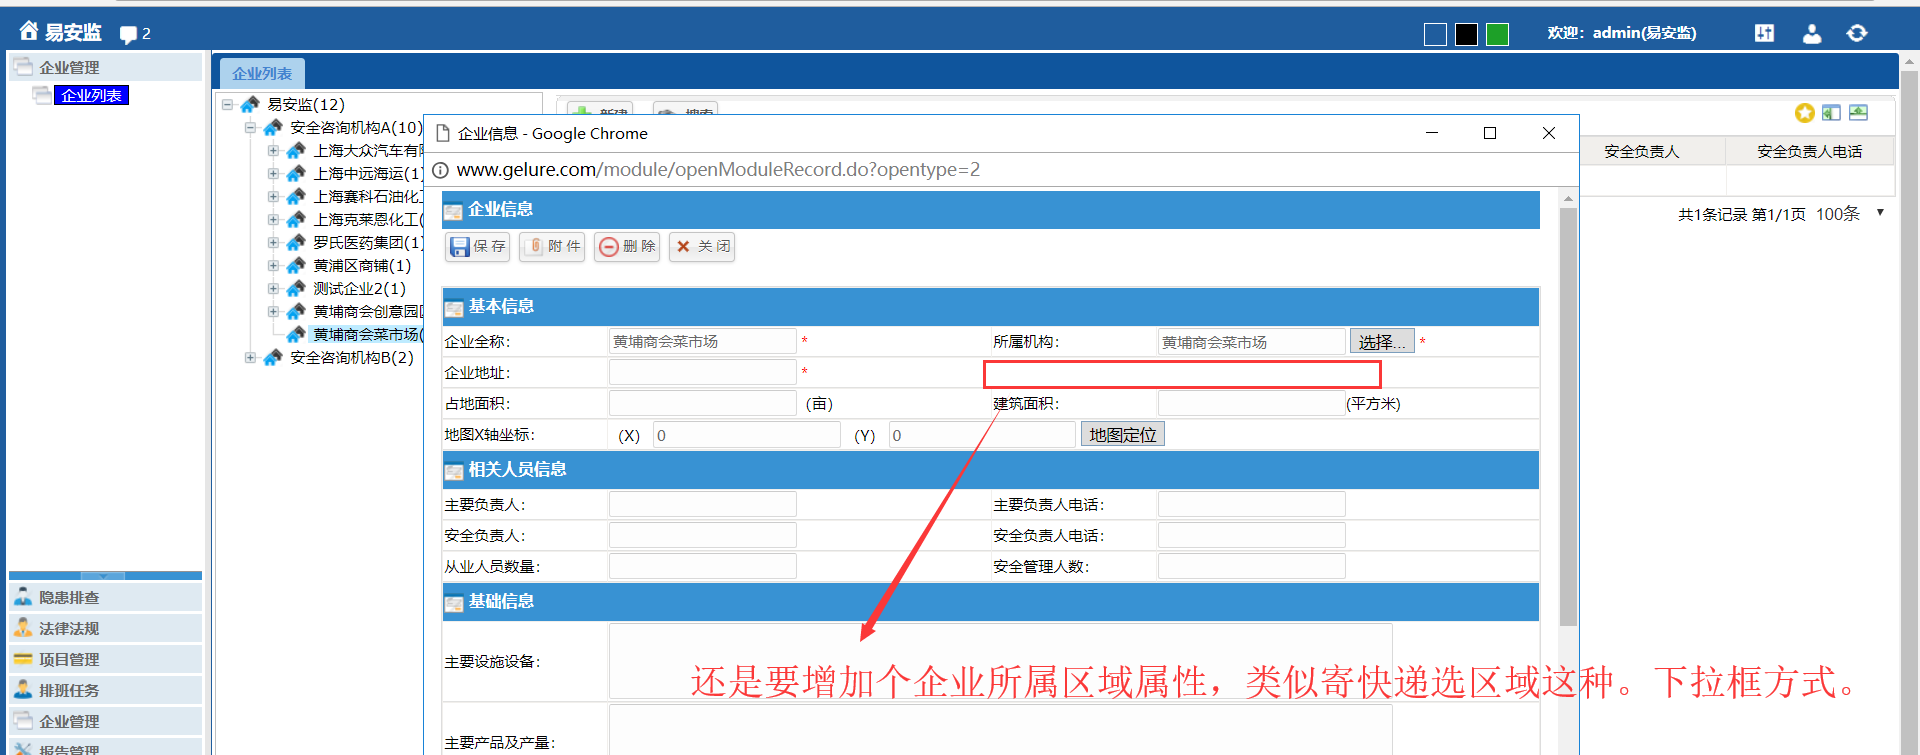 易安监 2
欢迎：admin(易安监)
企业管理
企业列表
企业列表
易安监(12)
安全咨询机构A(10)
上海大众汽车有
上海中远海运(1)
上海赛科石油化
上海克莱恩化工(
罗氏医药集团(1)
黄浦区商铺(1)
测试企业2(1)
黄埔商会创意园
黄埔商会菜市场(
安全咨询机构B(2)
新建 搜索
安全负责人 安全负责人电话
共1条记录 第1/1页 100条
企业信息 - Google Chrome
www.gelure.com/module/openModuleRecord.do?opentype=2
企业信息
保 存 附 件 删 除 关 闭
基本信息
企业全称： 黄埔商会菜市场 * 所属机构： 黄埔商会菜市场 选择... *
企业地址： *
占地面积： (亩) 建筑面积： (平方米)
地图X轴坐标： (X) 0 (Y) 0 地图定位
相关人员信息
主要负责人： 主要负责人电话：
安全负责人： 安全负责人电话：
从业人员数量： 安全管理人数：
基础信息
主要设施设备：
还是要增加个企业所属区域属性，类似寄快递选区域这种。下拉框方式。
主要产品及产量：
隐患排查
法律法规
项目管理
排班任务
企业管理
报告管理